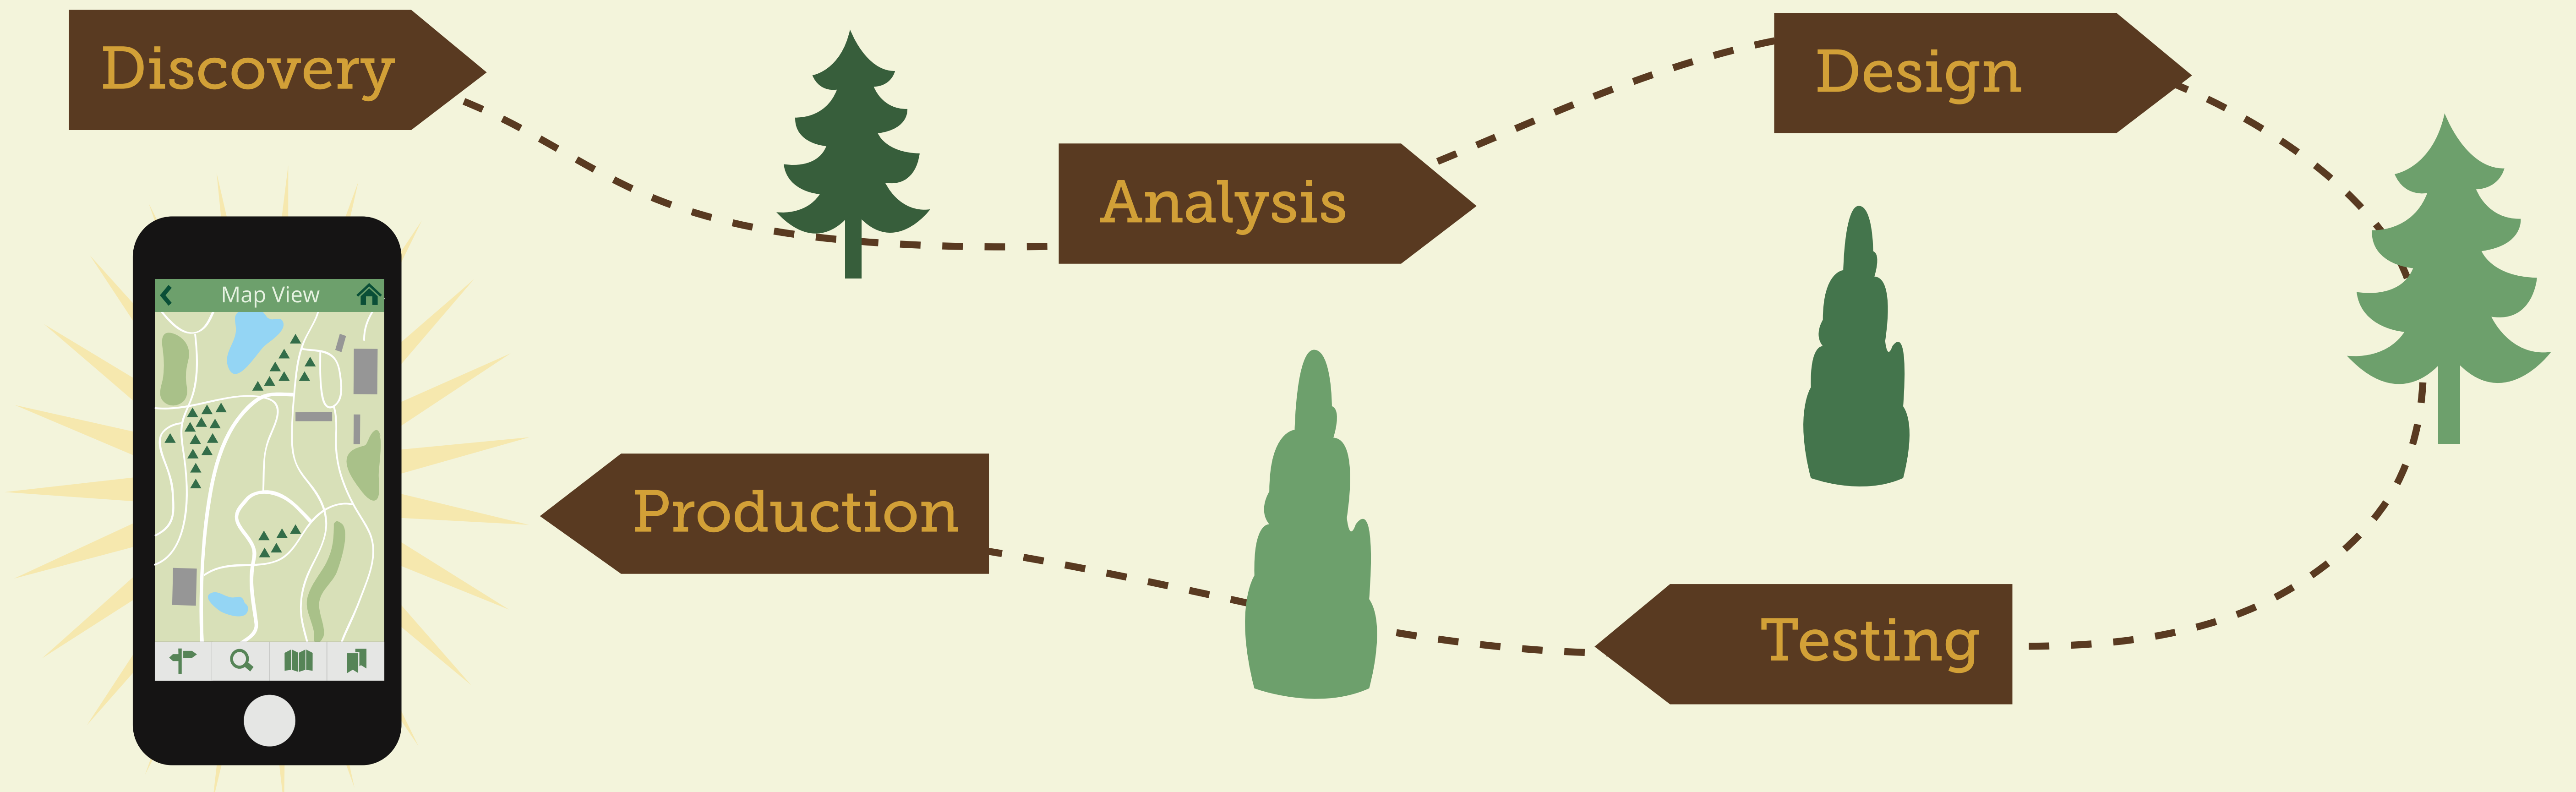 Discovery
Analysis
Design
Testing
Production
Map View